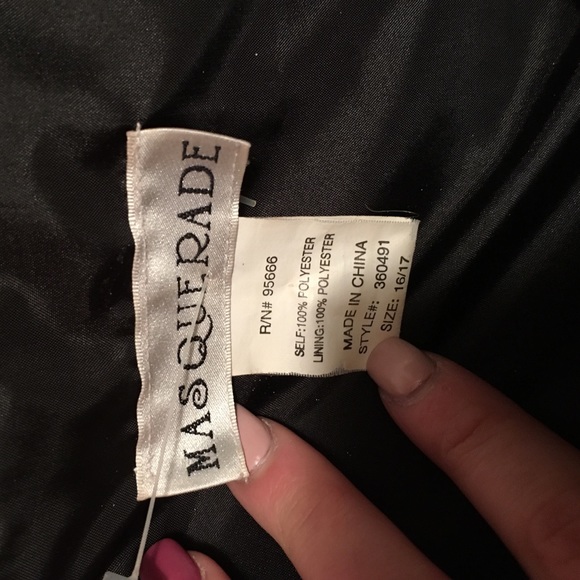 MASQUERADE
R/N# 95666
SELF:100% POLYESTER
LINING:100% POLYESTER
MADE IN CHINA
STYLE#: 360491
SIZE: 16/17